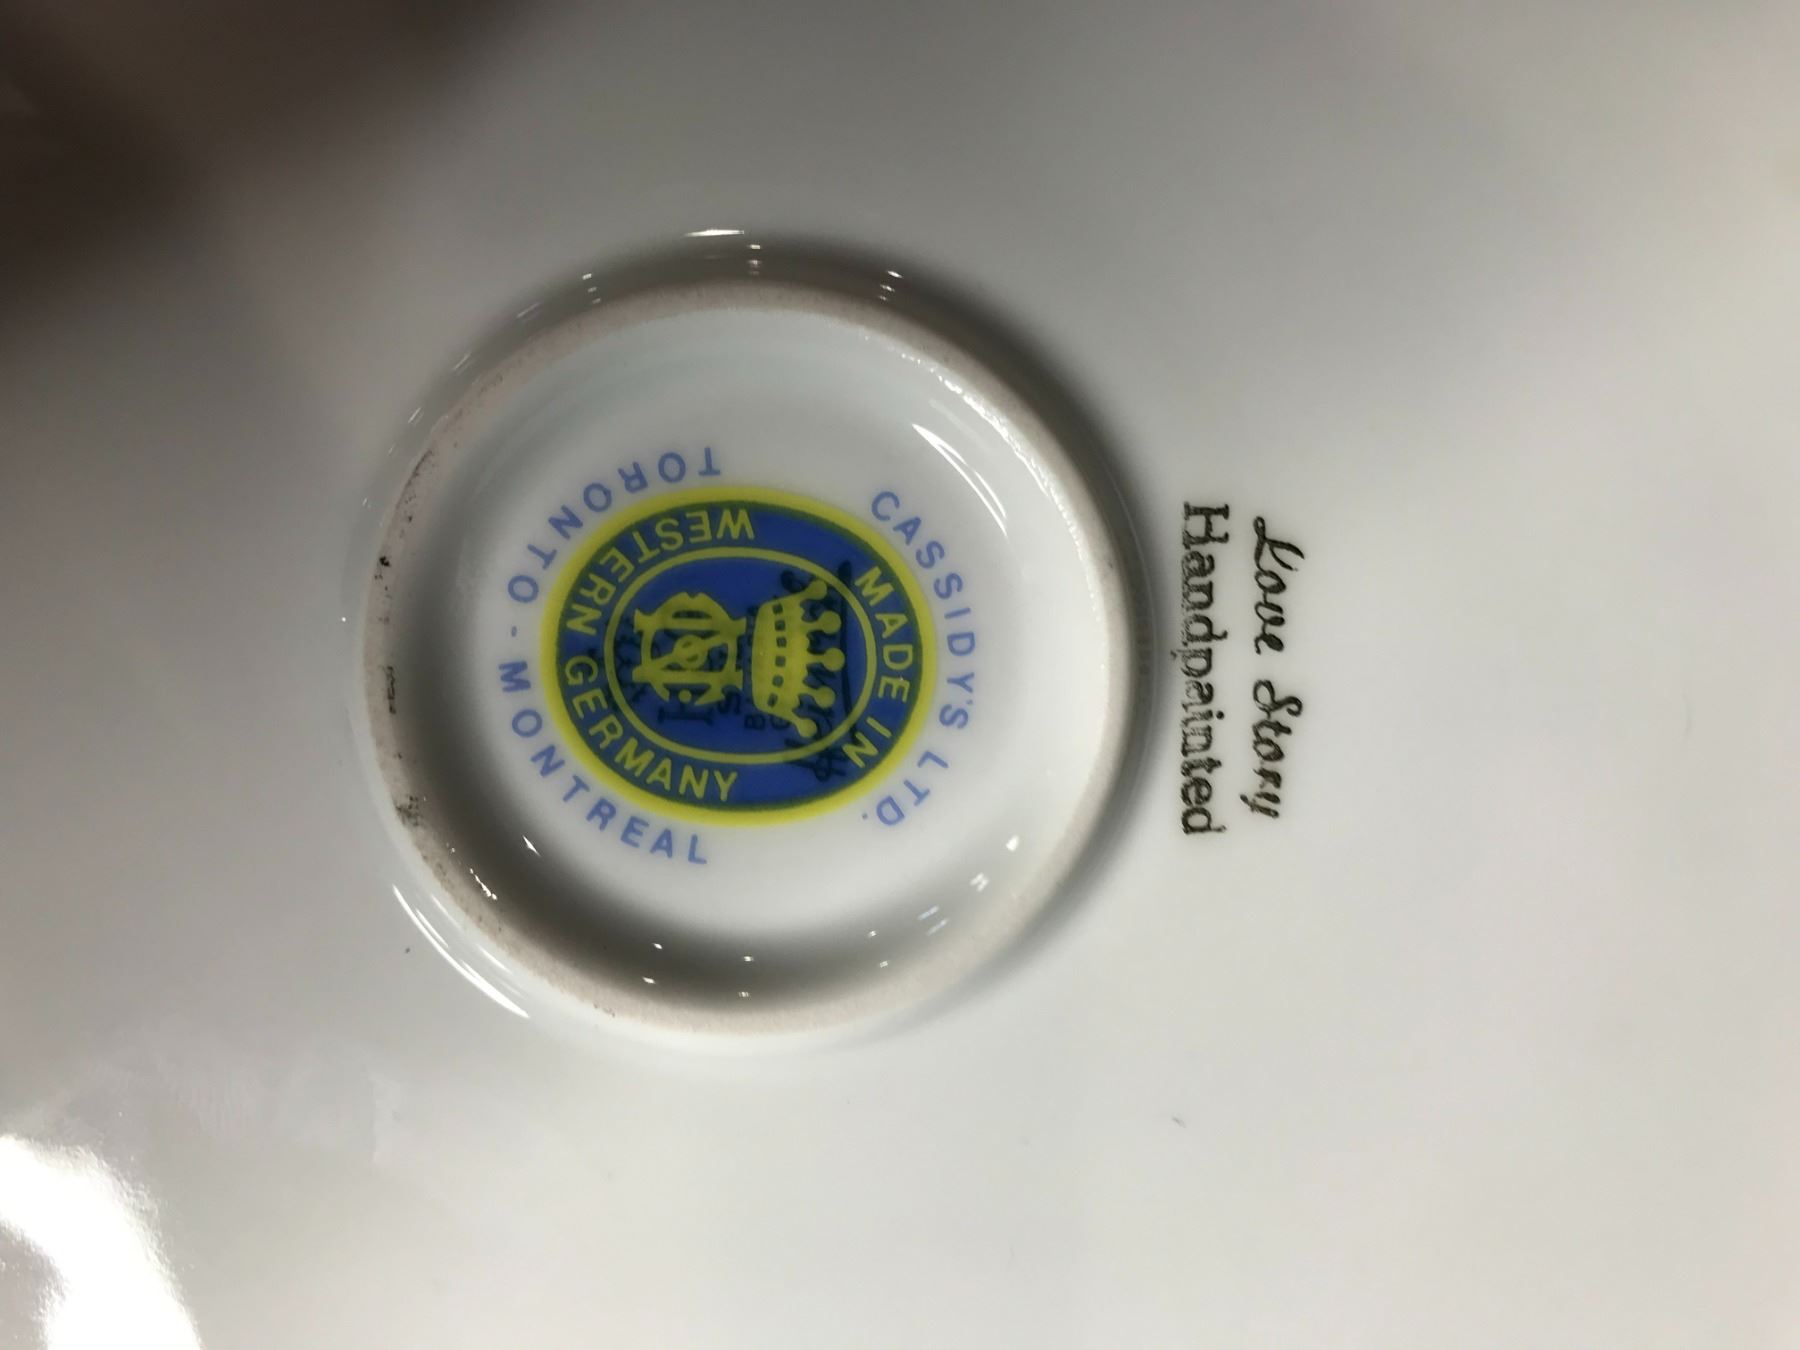 Love Story
Handpainted
CASSIDY'S LTD.
TORONTO - MONTREAL
MADE IN
WESTERN GERMANY